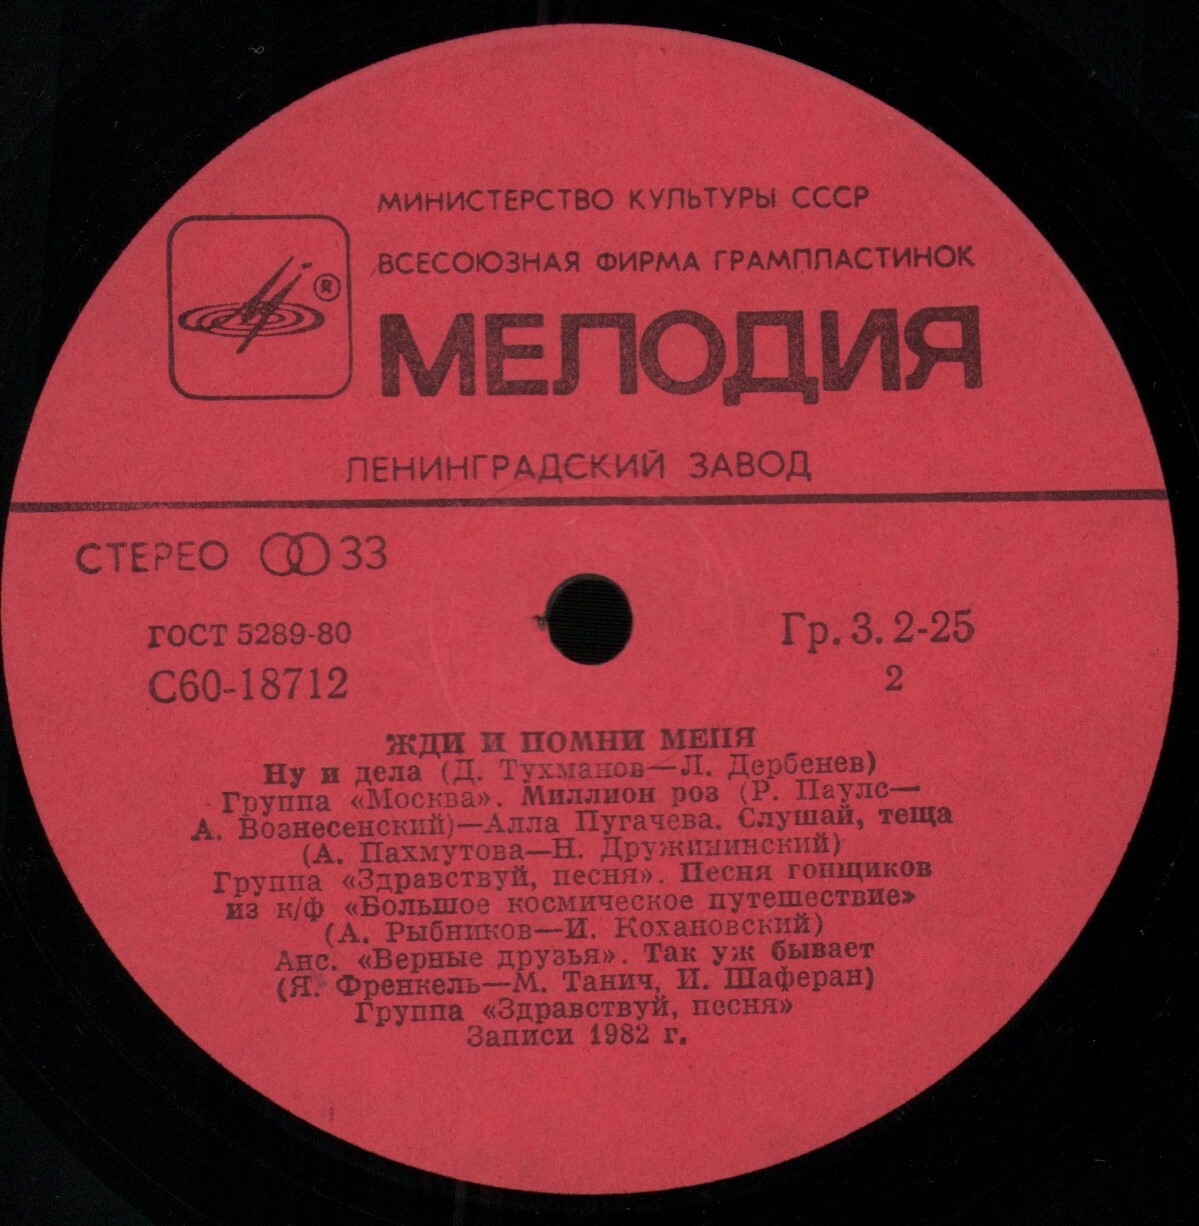 МИНИСТЕРСТВО КУЛЬТУРЫ СССР
ВСЕСОЮЗНАЯ ФИРМА ГРАМПЛАСТИНОК
®
МЕЛОДИЯ
ЛЕНИНГРАДСКИЙ ЗАВОД
СТЕРЕО 33
ГОСТ 5289-80
Гр. 3. 2-25
С60-18712
2
ЖДИ И ПОМНИ МЕНЯ
Ну и дела (Д. Тухманов—Л. Дербенев)
Группа «Москва». Миллион роз (Р. Паулс—
А. Вознесенский)—Алла Пугачева. Слушай, теща
(А. Пахмутова—Н. Дружининский)
Группа «Здравствуй, песня». Песня гонщиков
из к/ф «Большое космическое путешествие»
(А. Рыбников—И. Кохановский)
Анс. «Верные друзья». Так уж бывает
(Я. Френкель—М. Танич, И. Шаферан)
Группа «Здравствуй, песня»
Записи 1982 г.